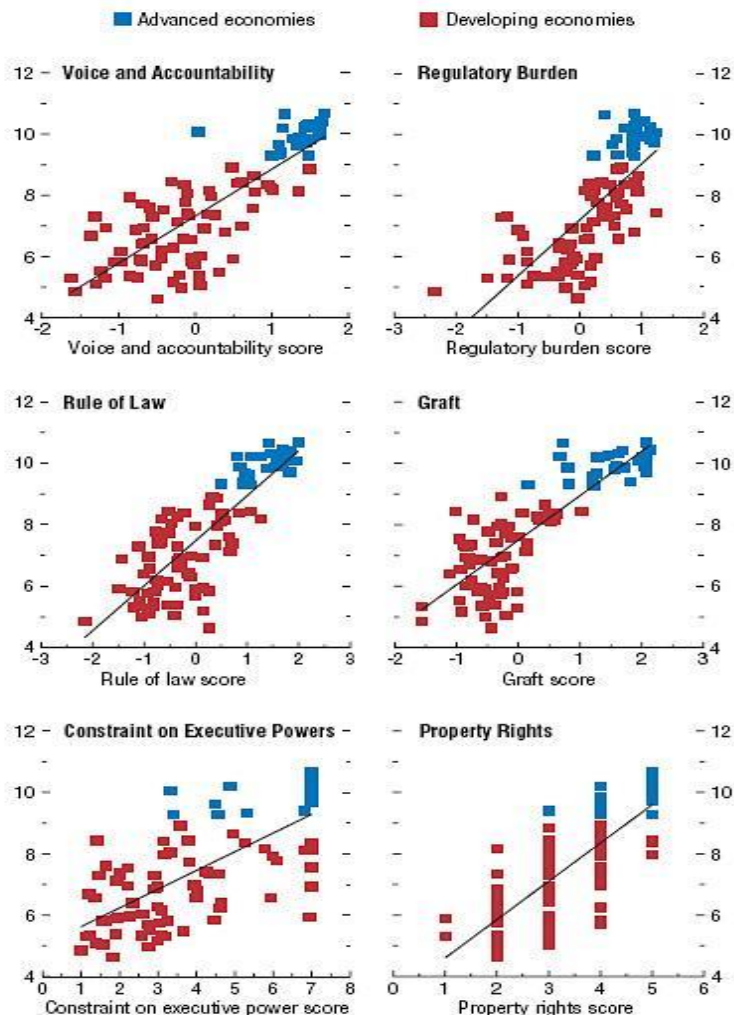 Advanced economies Developing economies
12 Voice and Accountability Regulatory Burden 12
10 10
8 8
6 6
4 4
-2 -1 0 1 2 -3 -2 -1 0 1 2
Voice and accountability score Regulatory burden score
12 Rule of Law Graft 12
10 10
8 8
6 6
4 4
-3 -2 -1 0 1 2 3 -2 -1 0 1 2 3
Rule of law score Graft score
12 Constraint on Executive Powers Property Rights 12
10 10
8 8
6 6
4 4
0 1 2 3 4 5 6 7 8 0 1 2 3 4 5 6
Constraint on executive power score Property rights score